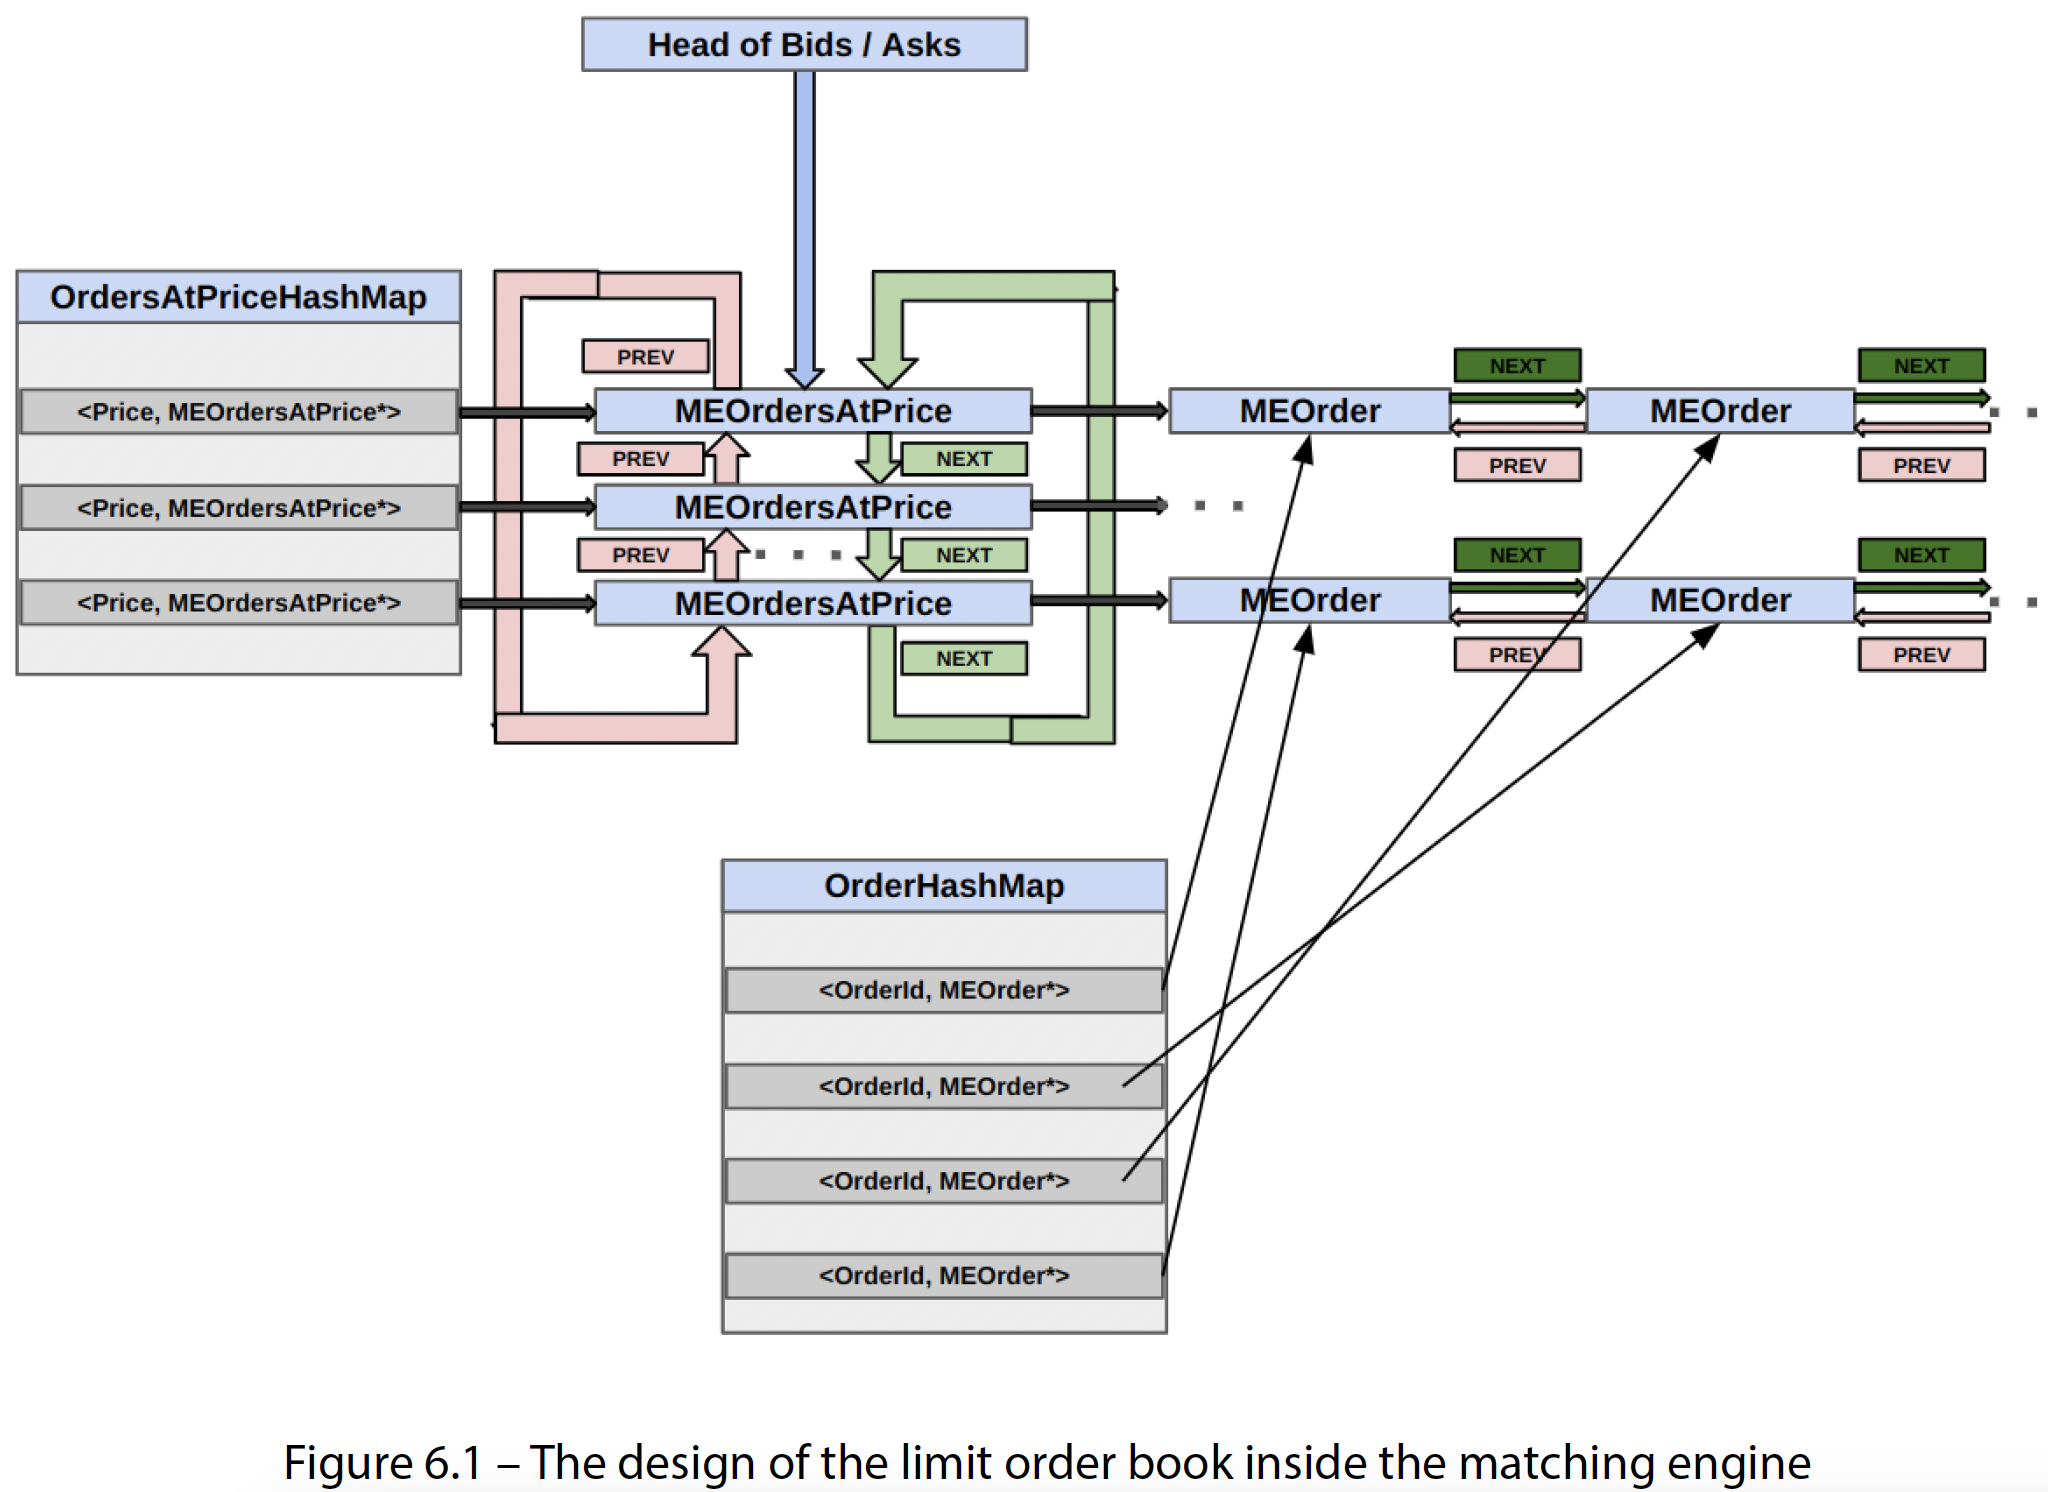 Head of Bids / Asks
OrdersAtPriceHashMap
<Price, MEOrdersAtPrice*>
<Price, MEOrdersAtPrice*>
<Price, MEOrdersAtPrice*>
PREV
MEOrdersAtPrice
PREV
NEXT
MEOrdersAtPrice
PREV
NEXT
MEOrdersAtPrice
NEXT
NEXT
NEXT
MEOrder
MEOrder
PREV
PREV
NEXT
NEXT
MEOrder
MEOrder
PREV
PREV
OrderHashMap
<OrderId, MEOrder*>
<OrderId, MEOrder*>
<OrderId, MEOrder*>
<OrderId, MEOrder*>
Figure 6.1 – The design of the limit order book inside the matching engine